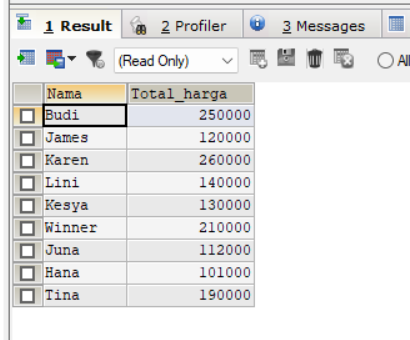 1 Result 2 Profiler 3 Messages
(Read Only) All
Nama Total_harga
Budi 250000
James 120000
Karen 260000
Lini 140000
Kesya 130000
Winner 210000
Juna 112000
Hana 101000
Tina 190000